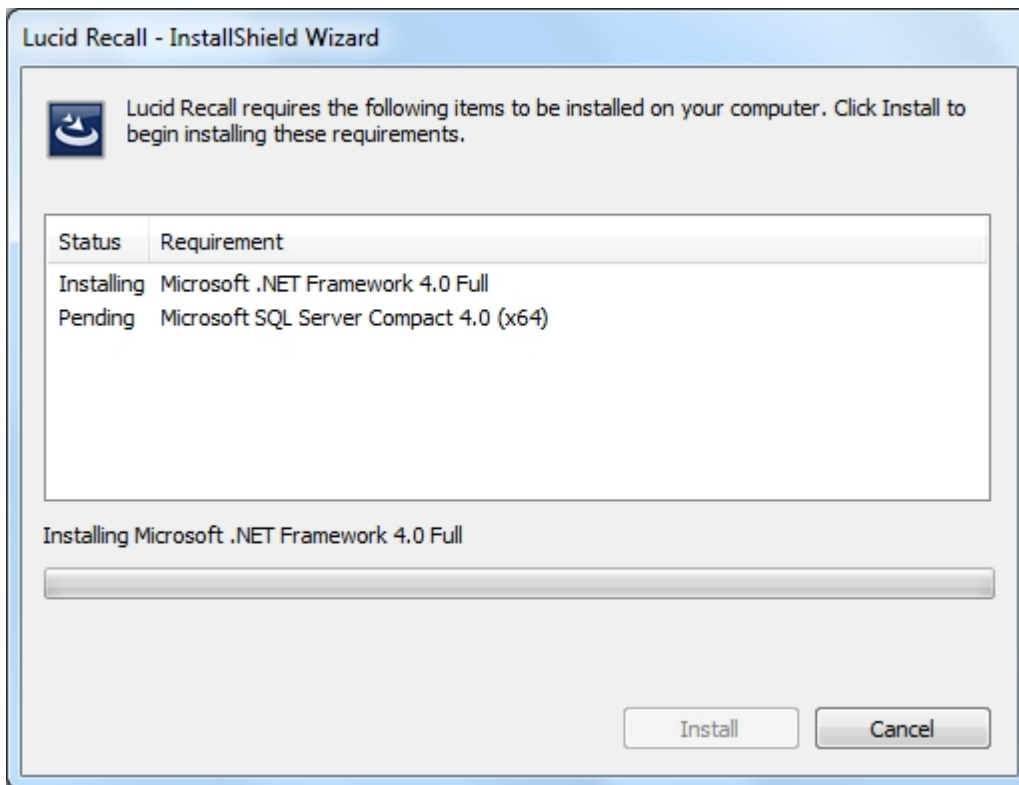 Lucid Recall - InstallShield Wizard
Lucid Recall requires the following items to be installed on your computer. Click Install to
begin installing these requirements.
Status Requirement
Installing Microsoft .NET Framework 4.0 Full
Pending Microsoft SQL Server Compact 4.0 (x64)
Installing Microsoft .NET Framework 4.0 Full
Install Cancel